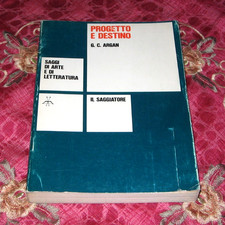 PROGETTO
E DESTINO
G. C. ARGAN
SAGGI
DI ARTE
E DI
LETTERATURA
IL SAGGIATORE